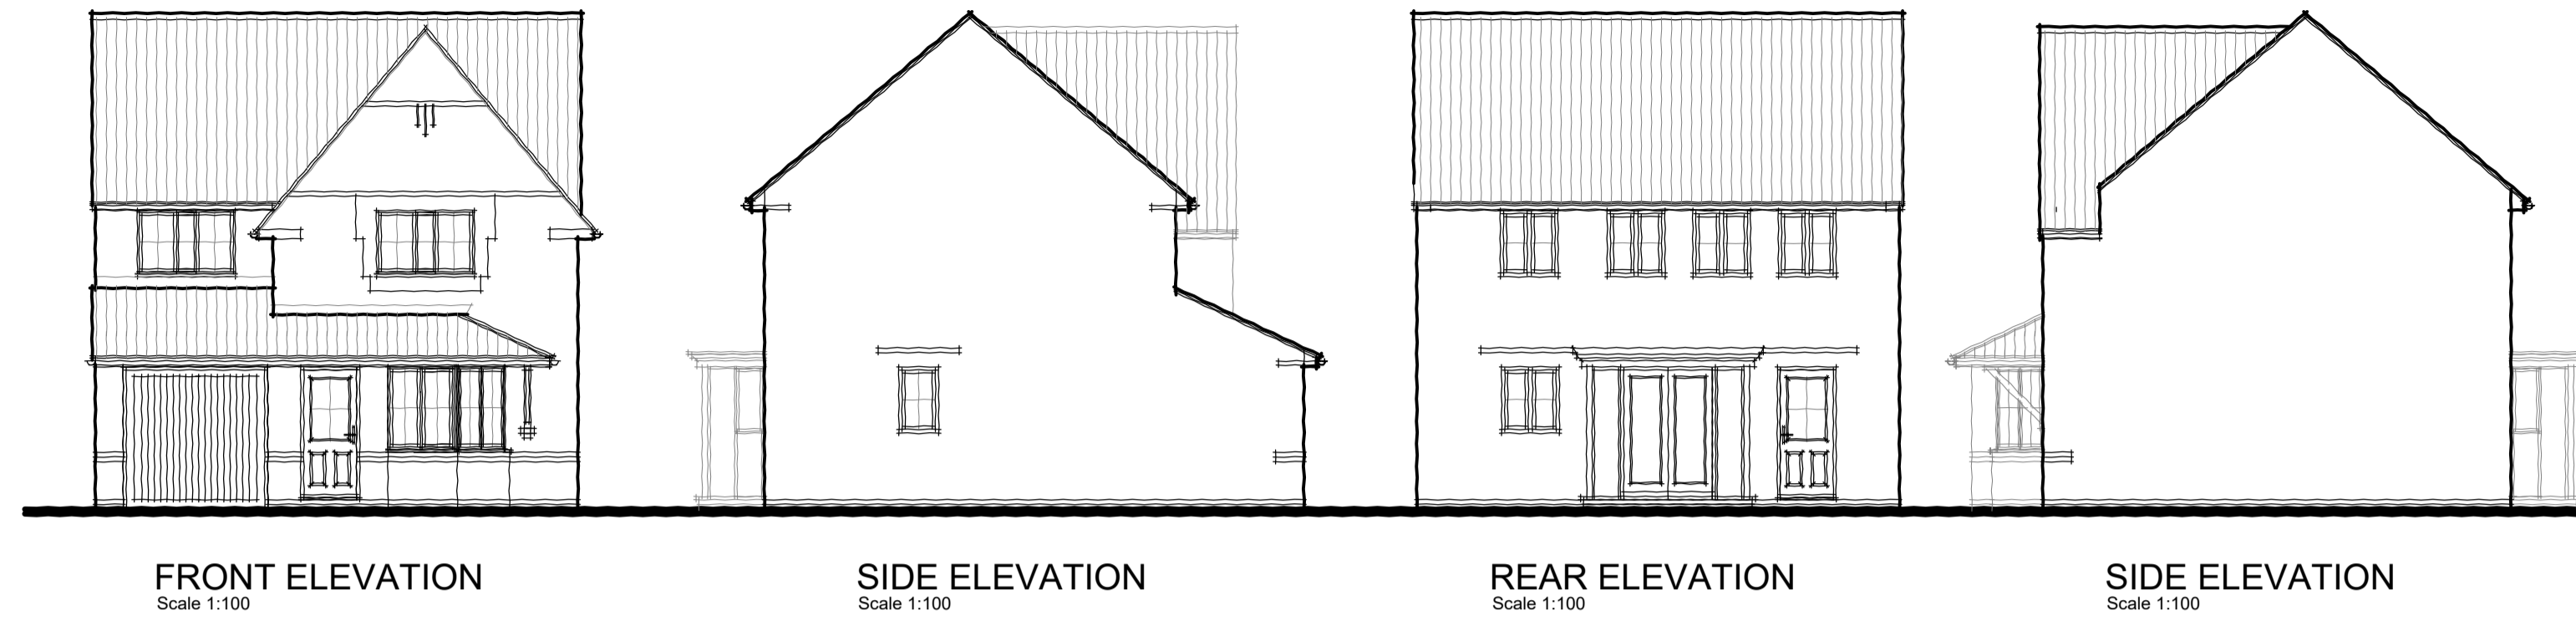 FRONT ELEVATION
Scale 1:100
SIDE ELEVATION
Scale 1:100
REAR ELEVATION
Scale 1:100
SIDE ELEVATION
Scale 1:100